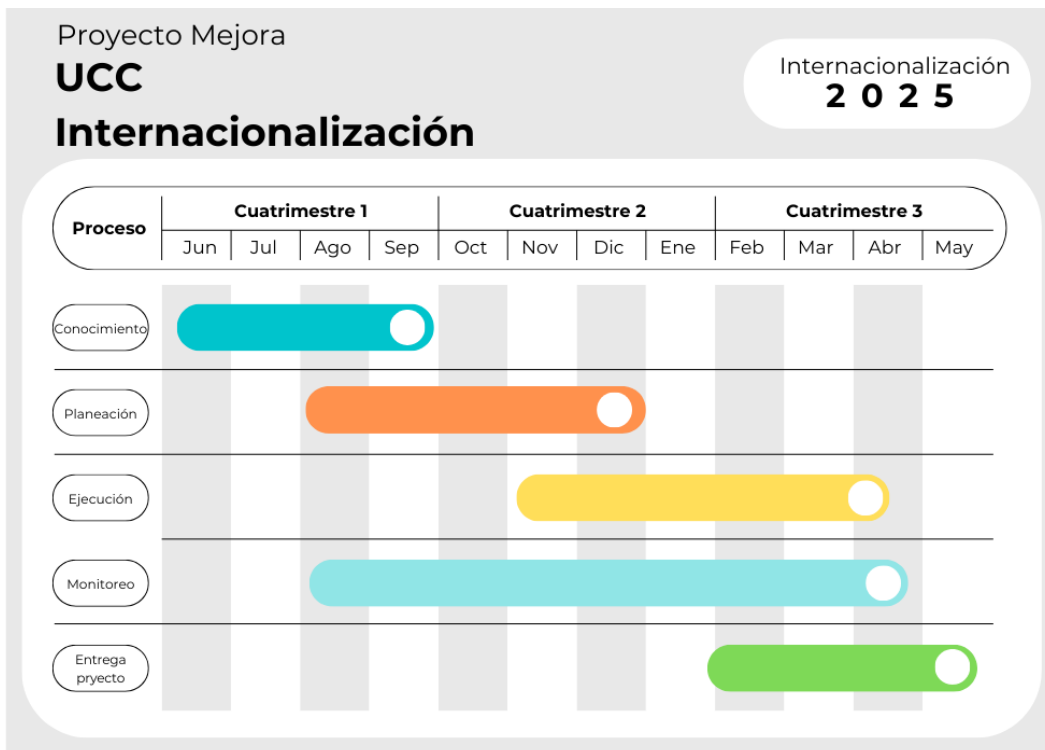 Proyecto Mejora
UCC
Internacionalización
Internacionalización
2 0 2 5
Proceso
Cuatrimestre 1 Cuatrimestre 2 Cuatrimestre 3
Jun Jul Ago Sep Oct Nov Dic Ene Feb Mar Abr May
Conocimiento
Planeación
Ejecución
Monitoreo
Entrega
pryecto